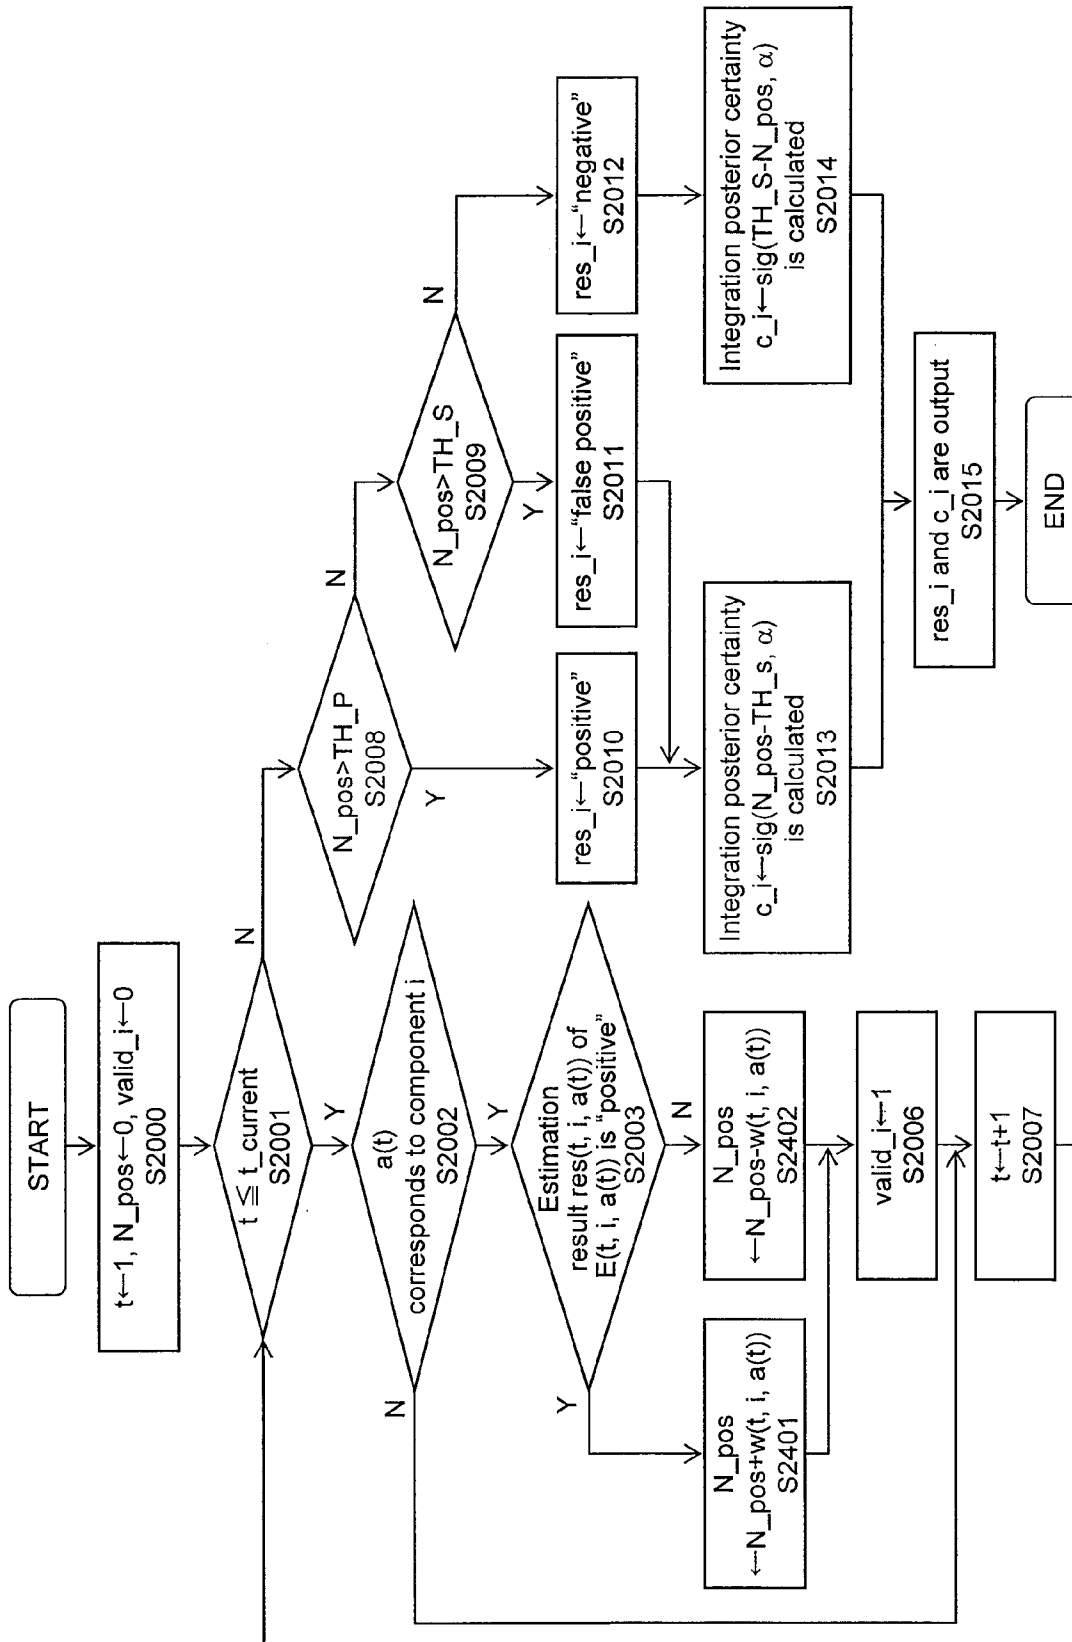 START
t←1, N_pos←0, valid_i←0
S2000
t ≦ t_current
S2001
Y
N
a(t)
corresponds to component i
S2002
Y
N
Estimation
result res(t, i, a(t)) of
E(t, i, a(t)) is “positive”
S2003
Y
N
N_pos
←N_pos+w(t, i, a(t))
S2401
N_pos
←N_pos-w(t, i, a(t))
S2402
valid_i←1
S2006
t←t+1
S2007
N_pos>TH_P
S2008
Y
N
N_pos>TH_S
S2009
Y
N
res_i←“positive”
S2010
res_i←“false positive”
S2011
res_i←“negative”
S2012
Integration posterior certainty
c_i←sig(N_pos-TH_s, α)
is calculated
S2013
Integration posterior certainty
c_i←sig(TH_S-N_pos, α)
is calculated
S2014
res_i and c_i are output
S2015
END